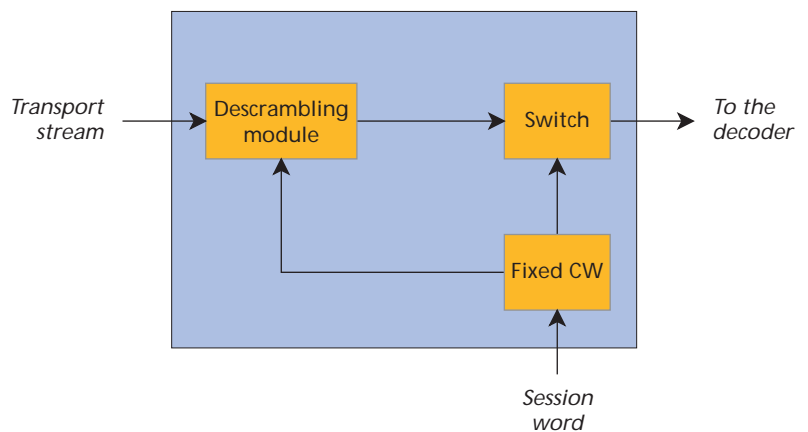 Transport
stream
Descrambling
module
Switch
To the
decoder
Fixed CW
Session
word